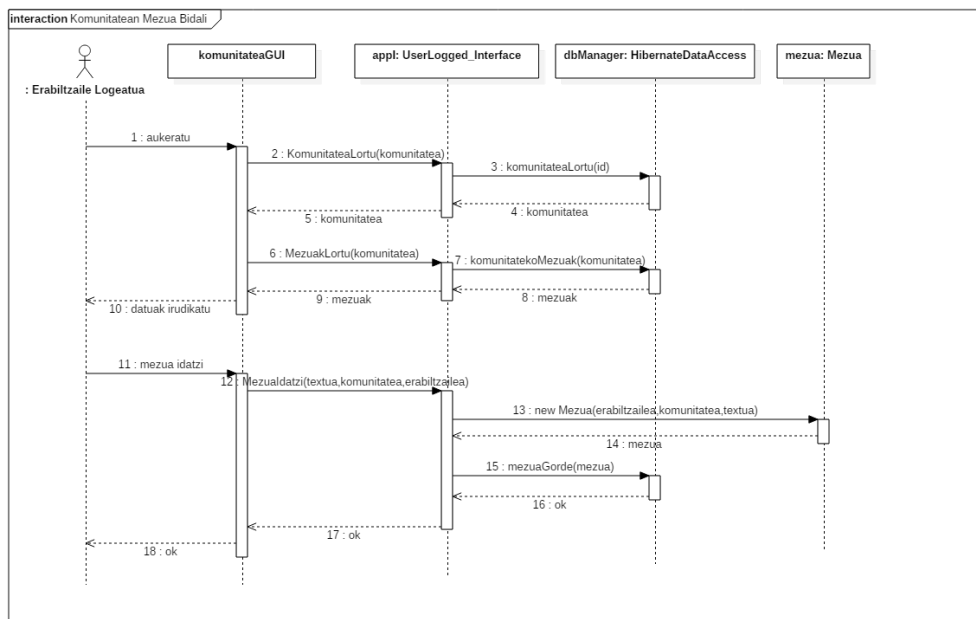 interaction Komunitatean Mezua Bidali
komunitateaGUI
appl: UserLogged_Interface
dbManager: HibernateDataAccess
mezua: Mezua
: Erabiltzaile Logeatua
1 : aukeratu
2 : KomunitateaLortu(komunitatea)
3 : komunitateaLortu(id)
4 : komunitatea
5 : komunitatea
6 : MezuakLortu(komunitatea)
7 : komunitatekoMezuak(komunitatea)
8 : mezuak
9 : mezuak
10 : datuak irudikatu
11 : mezua idatzi
12 : MezuaIdatzi(textua,komunitatea,erabiltzailea)
13 : new Mezua(erabiltzailea,komunitatea,textua)
14 : mezua
15 : mezuaGorde(mezua)
16 : ok
17 : ok
18 : ok